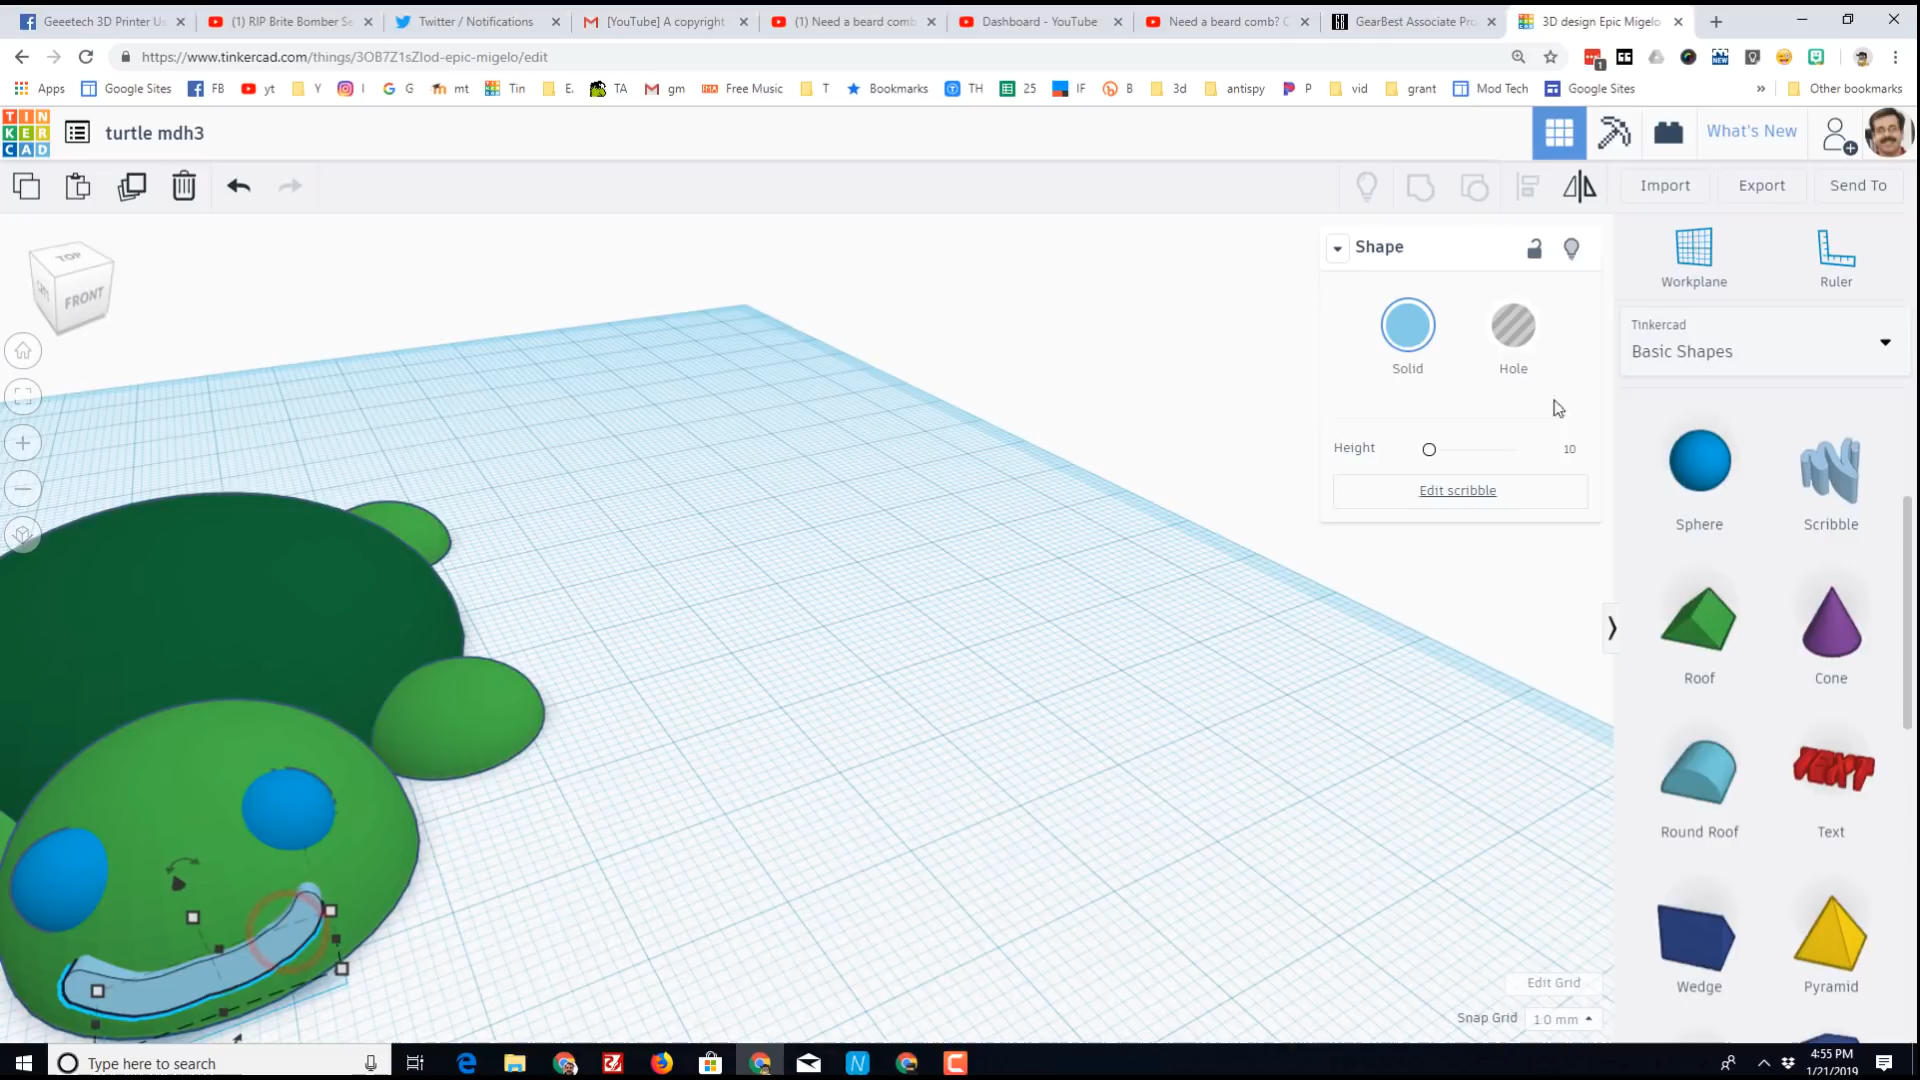 Geeetech 3D Printer Us
(1) RIP Brite Bomber Se
Twitter / Notifications
[YouTube] A copyright
(1) Need a beard comb
Dashboard - YouTube
Need a beard comb? C
GearBest Associate Pro
3D design Epic Migelo
https://www.tinkercad.com/things/3OB7Z1sZlod-epic-migelo/edit
Apps
Google Sites
FB
yt
Y
I
G
mt
Tin
E.
TA
gm
Free Music
T
Bookmarks
TH
25
IF
B
3d
antispy
P
vid
grant
Mod Tech
Google Sites
»
Other bookmarks
TIN
KER
CAD
turtle mdh3
What's New
Import
Export
Send To
TOP
FRONT
Shape
Solid
Hole
Height
10
Edit scribble
Workplane
Ruler
Tinkercad
Basic Shapes
Sphere
Scribble
Roof
Cone
Round Roof
TEXT
Text
Wedge
Pyramid
Edit Grid
Snap Grid
1.0 mm
Type here to search
4:55 PM
1/21/2019